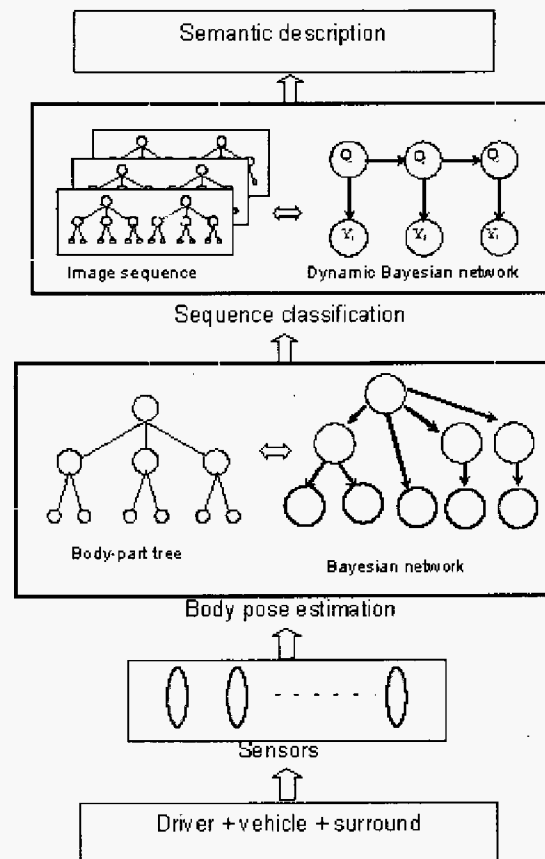 Semantic description
Q Q Q
Y₁
Image sequence
Dynamic Bayesian network
Sequence classification
Body-part tree
Bayesian network
Body pose estimation
Sensors
Driver + vehicle + surround